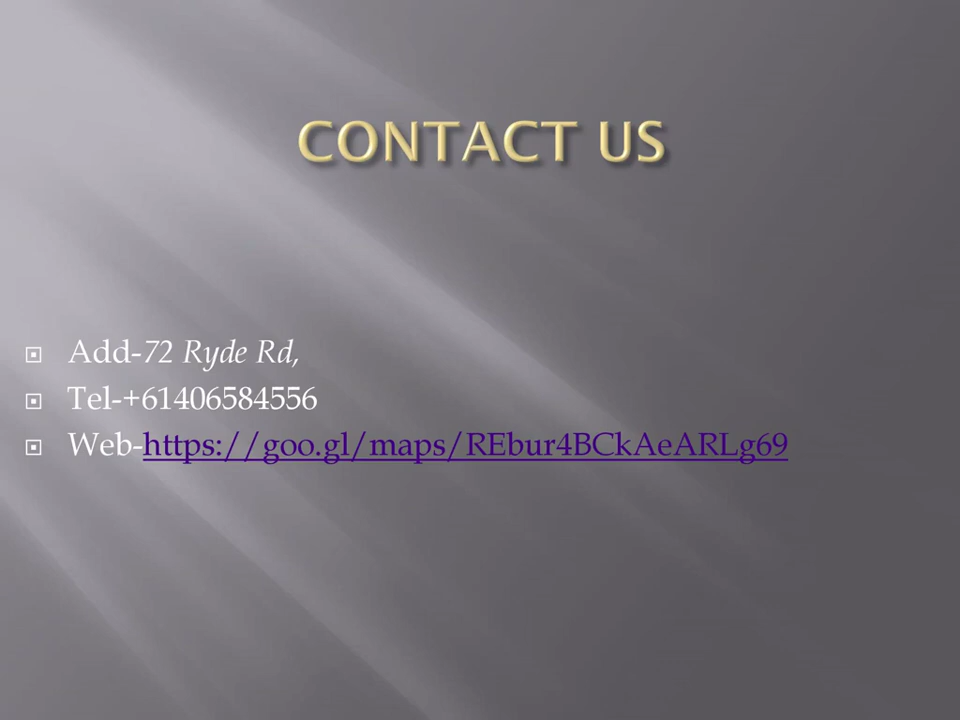 CONTACT US
Add-72 Ryde Rd,
Tel-+61406584556
Web-https://goo.gl/maps/REbur4BCkAeARLg69